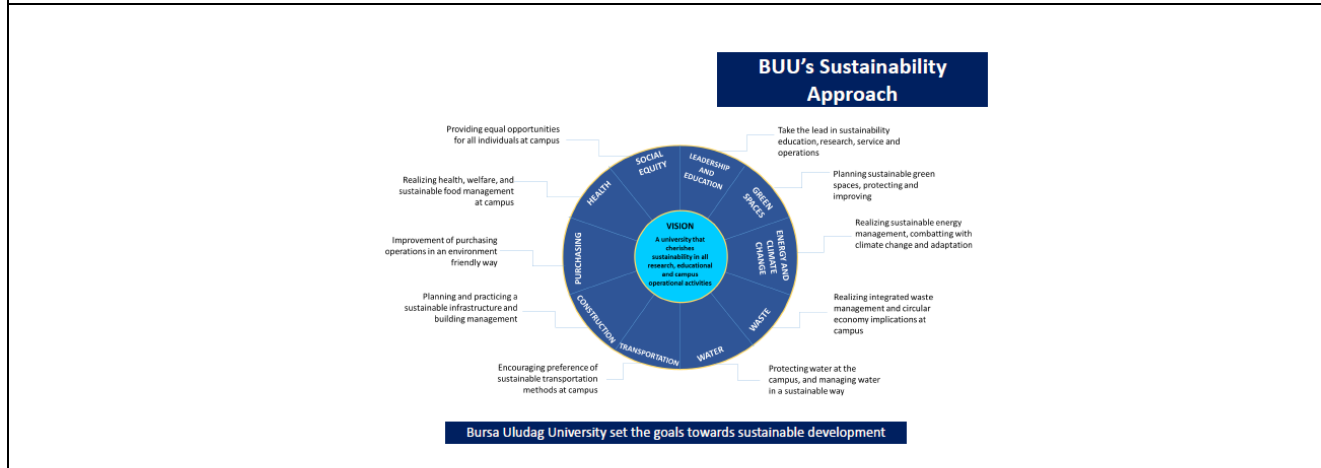 BUU's Sustainability
Approach
Providing equal opportunities
for all individuals at campus
Take the lead in sustainability
education, research, service and
operations
SOCIAL
EQUITY
LEADERSHIP
AND
EDUCATION
Realizing health, welfare, and
sustainable food management
at campus
HEALTH
GREEN
SPACES
Planning sustainable green
spaces, protecting and
improving
Improvement of purchasing
operations in an environment
friendly way
PURCHASING
VISION
A university that
cherishes
sustainability in all
research, educational
and campus
operational activities
ENERGY AND
CLIMATE
CHANGE
Realizing sustainable energy
management, combatting with
climate change and adaptation
Planning and practicing a
sustainable infrastructure and
building management
CONSTRUCTION
WASTE
Realizing integrated waste
management and circular
economy implications at
campus
Encouraging preference of
sustainable transportation
methods at campus
TRANSPORTATION
WATER
Protecting water at the
campus, and managing water
in a sustainable way
Bursa Uludag University set the goals towards sustainable development